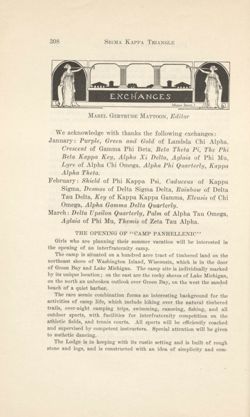 208 SIGMA KAPPA TRIANGLE
EXCHANGES
MABEL GERTRUDE MATTOON, Editor
We acknowledge with thanks the following exchanges:
January: Purple, Green and Gold of Lambda Chi Alpha,
Crescent of Gamma Phi Beta, Beta Theta Pi, The Phi
Beta Kappa Key, Alpha Xi Delta, Aglaia of Phi Mu,
Lyre of Alpha Chi Omega, Alpha Phi Quarterly, Kappa
Alpha Theta.
February: Shield of Phi Kappa Psi, Caduceus of Kappa
Sigma, Desmos of Delta Sigma Delta, Rainbow of Delta
Tau Delta, Key of Kappa Kappa Gamma, Eleusis of Chi
Omega, Alpha Gamma Delta Quarterly.
March: Delta Upsilon Quarterly, Palm of Alpha Tau Omega,
Aglaia of Phi Mu, Themis of Zeta Tau Alpha.
THE OPENING OF "CAMP PANHELLENIC"
Girls who are planning their summer vacation will be interested in
the opening of an interfraternity camp.
The camp is situated on a hundred acre tract of timbered land on the
northeast shore of Washington Island, Wisconsin, which is in the door
of Green Bay and Lake Michigan. The camp site is individually marked
by its unique location; on the east are the rocky shores of Lake Michigan,
on the north an unbroken outlook over Green Bay, on the west the sanded
beach of a quiet harbor.
The rare scenic combination forms an interesting background for the
activities of camp life, which include hiking over the natural timbered
trails, over-night camping trips, swimming, canoeing, fishing, and all
outdoor sports, with facilities for interfraternity competition on the
athletic fields, and tennis courts. All sports will be efficiently coached
and supervised by competent instructors. Special attention will be given
to æsthetic dancing.
The Lodge is in keeping with its rustic setting and is built of rough
stone and logs, and is constructed with an idea of simplicity and com-